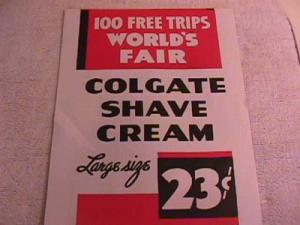 100 FREE TRIPS
WORLD'S
FAIR
COLGATE
SHAVE
CREAM
Large size
23¢